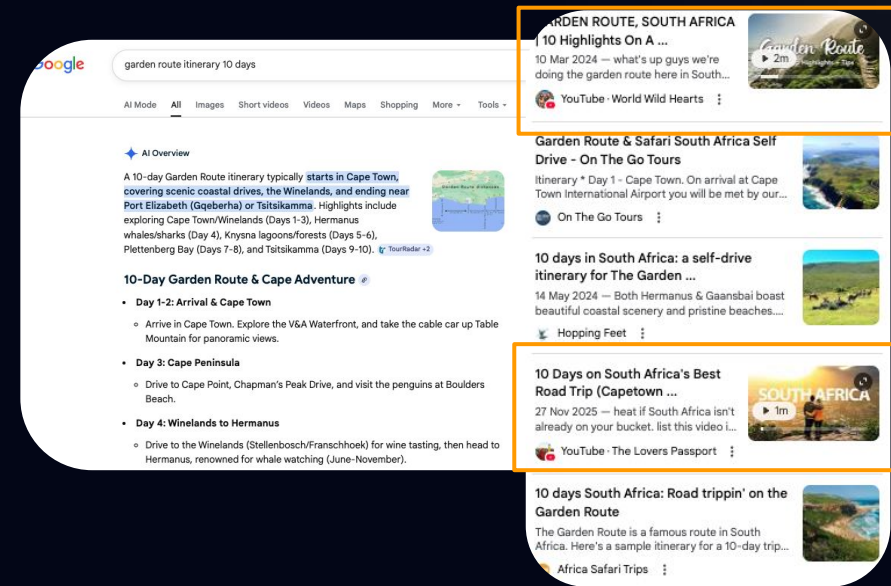 Google
garden route itinerary 10 days
AI Mode All Images Short videos Videos Maps Shopping More Tools
AI Overview
A 10-day Garden Route itinerary typically starts in Cape Town,
covering scenic coastal drives, the Winelands, and ending near
Port Elizabeth (Gqeberha) or Tsitsikamma. Highlights include
exploring Cape Town/Winelands (Days 1-3), Hermanus
whales/sharks (Day 4), Knysna lagoons/forests (Days 5-6),
Plettenberg Bay (Days 7-8), and Tsitsikamma (Days 9-10). TourRadar +2
10-Day Garden Route & Cape Adventure
• Day 1-2: Arrival & Cape Town
Arrive in Cape Town. Explore the V&A Waterfront, and take the cable car up Table
Mountain for panoramic views.
• Day 3: Cape Peninsula
Drive to Cape Point, Chapman's Peak Drive, and visit the penguins at Boulders
Beach.
• Day 4: Winelands to Hermanus
Drive to the Winelands (Stellenbosch/Franschhoek) for wine tasting, then head to
Hermanus, renowned for whale watching (June-November).
GARDEN ROUTE, SOUTH AFRICA
| 10 Highlights On A ...
10 Mar 2024 — what's up guys we're
doing the garden route here in South...
YouTube · World Wild Hearts
Garden Route
Highlights + Tips
2m
Garden Route & Safari South Africa Self
Drive - On The Go Tours
Itinerary * Day 1 - Cape Town. On arrival at Cape
Town International Airport you will be met by our...
On The Go Tours
10 days in South Africa: a self-drive
itinerary for The Garden ...
14 May 2024 — Both Hermanus & Gaansbai boast
beautiful coastal scenery and pristine beaches....
Hopping Feet
10 Days on South Africa's Best
Road Trip (Capetown ...
27 Nov 2025 — heat if South Africa isn't
already on your bucket. list this video i...
YouTube · The Lovers Passport
SOUTH AFRICA
1m
10 days South Africa: Road trippin' on the
Garden Route
The Garden Route is a famous route in South
Africa. Here's a sample itinerary for a 10-day trip...
Africa Safari Trips